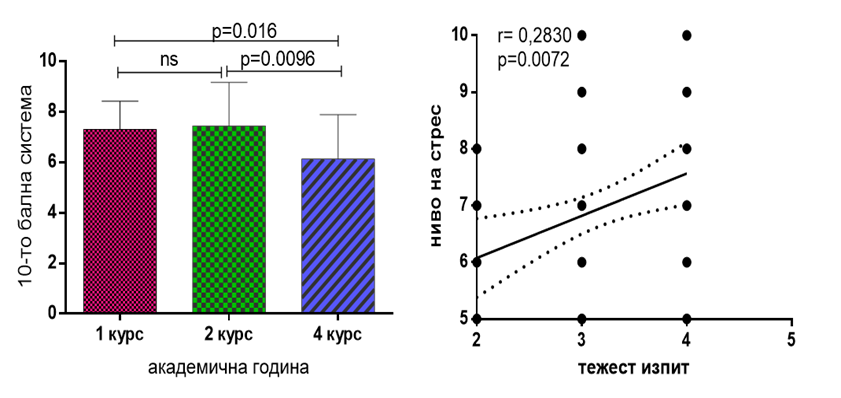 p=0.016
ns
p=0.0096
10-то бална система
10
8
6
4
2
0
1 курс
2 курс
4 курс
академична година
r= 0,2830
p=0.0072
ниво на стрес
10
9
8
7
6
5
2
3
4
5
тежест изпит